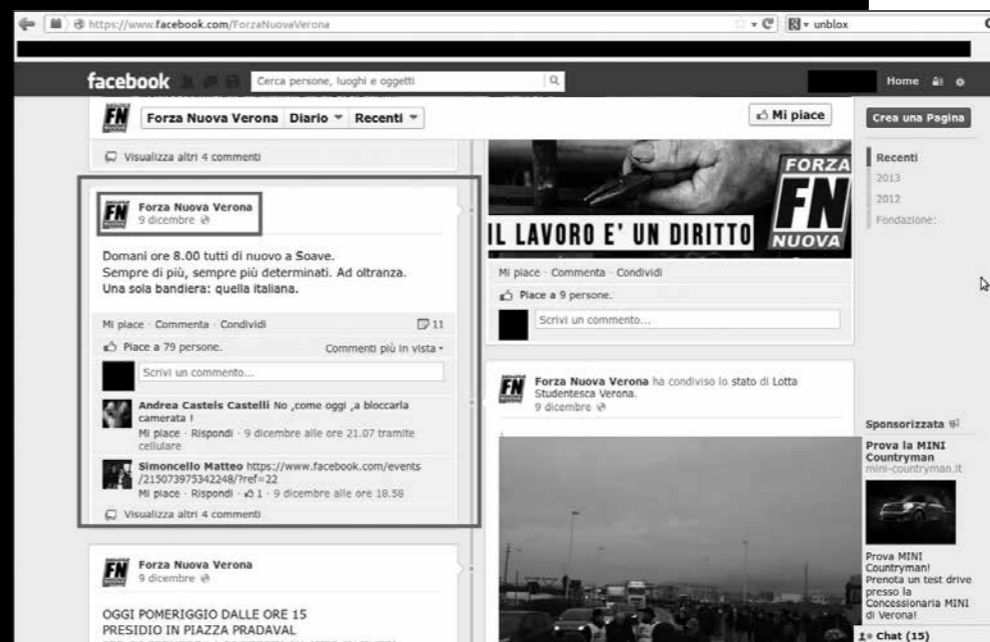 https://www.facebook.com/ForzaNuovaVerona
unblox
facebook
Cerca persone, luoghi e oggetti
Home
FN
NUOVA
Forza Nuova Verona Diario Recenti
Mi piace
Crea una Pagina
Visualizza altri 4 commenti
Forza Nuova Verona
9 dicembre
Domani ore 8.00 tutti di nuovo a Soave.
Sempre di più, sempre più determinati. Ad oltranza.
Una sola bandiera: quella italiana.
Mi piace · Commenta · Condividi
11
Piace a 79 persone.
Commenti più in vista
Scrivi un commento...
Andrea Castels Castelli No ,come oggi ,a bloccarla
camerata !
Mi piace · Rispondi · 9 dicembre alle ore 21.07 tramite
cellulare
Simoncello Matteo https://www.facebook.com/events
/215073975342248/?ref=22
Mi piace · Rispondi · 1 · 9 dicembre alle ore 18.58
Visualizza altri 4 commenti
Forza Nuova Verona
9 dicembre
OGGI POMERIGGIO DALLE ORE 15
PRESIDIO IN PIAZZA PRADAVAL
FORZA
FN
NUOVA
IL LAVORO E' UN DIRITTO
Mi piace · Commenta · Condividi
Piace a 9 persone.
Scrivi un commento...
Forza Nuova Verona ha condiviso lo stato di Lotta
Studentesca Verona.
9 dicembre
Recenti
2013
2012
Fondazione:
Sponsorizzata
Prova la MINI
Countryman
mini-countryman.it
Prova MINI
Countryman!
Prenota un test drive
presso la
Concessionaria MINI
di Verona!
Chat (15)